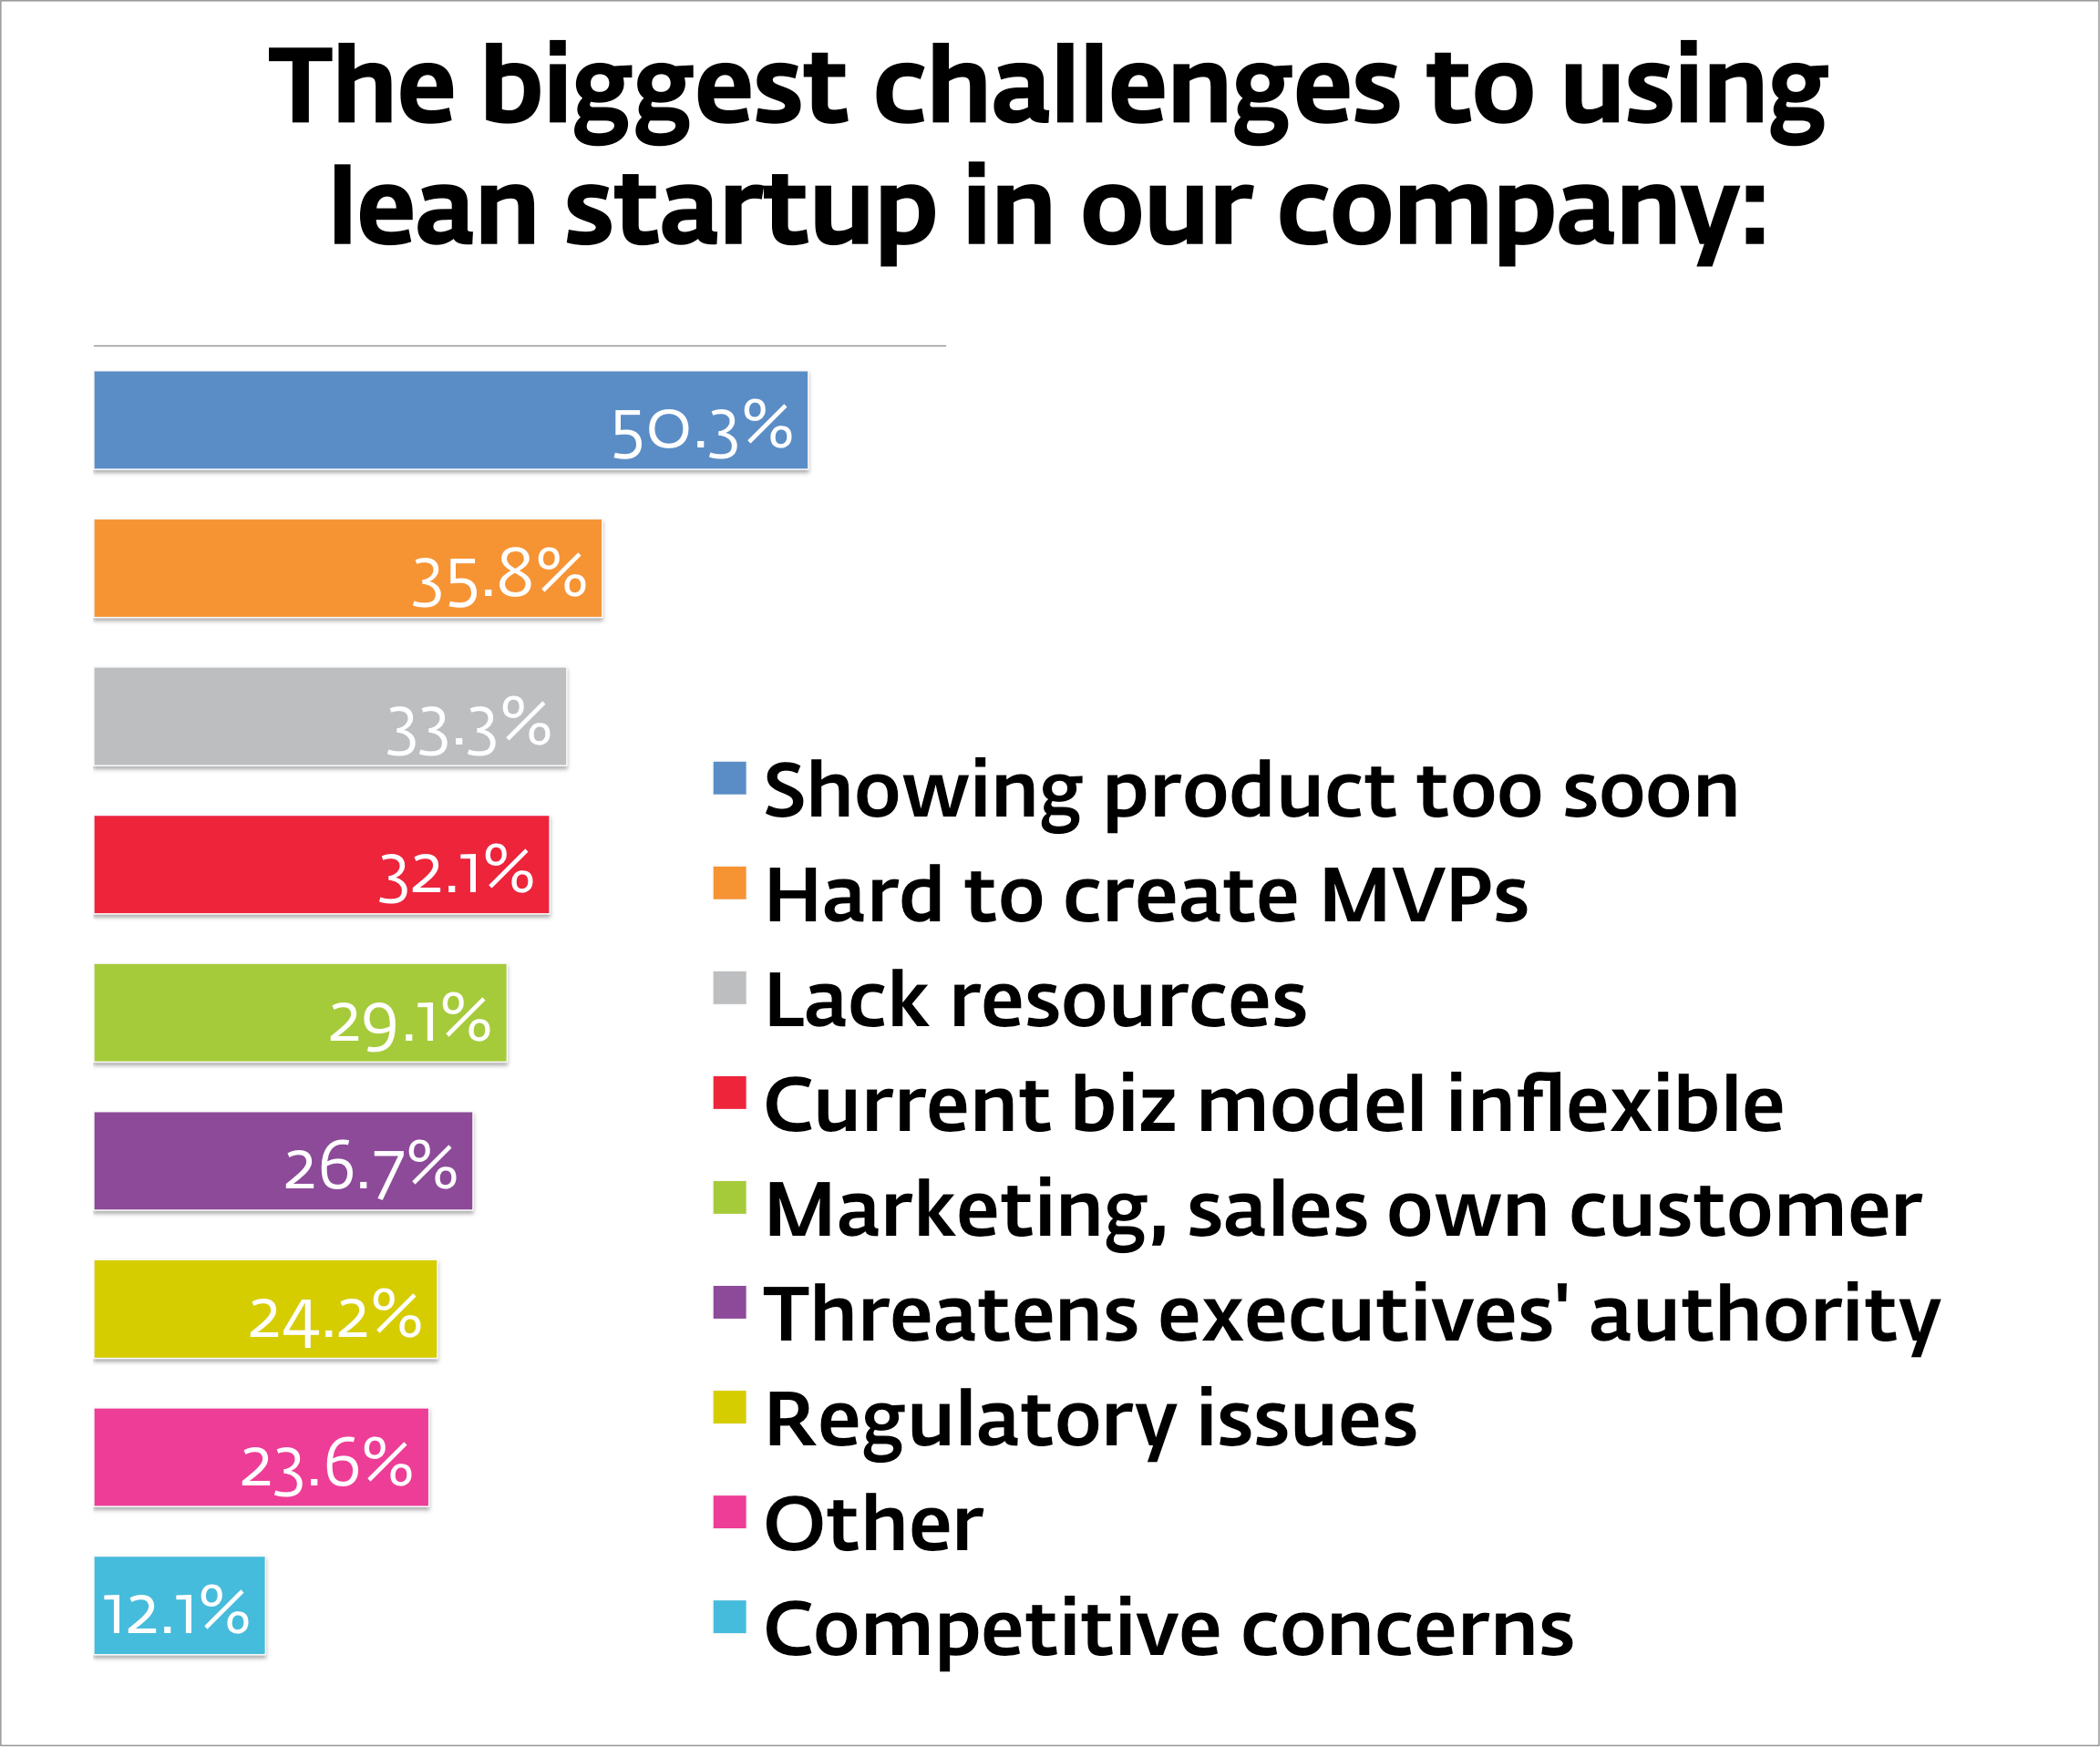 The biggest challenges to using
lean startup in our company:
50.3%
35.8%
33.3%
32.1%
29.1%
26.7%
24.2%
23.6%
12.1%
Showing product too soon
Hard to create MVPs
Lack resources
Current biz model inflexible
Marketing, sales own customer
Threatens executives' authority
Regulatory issues
Other
Competitive concerns